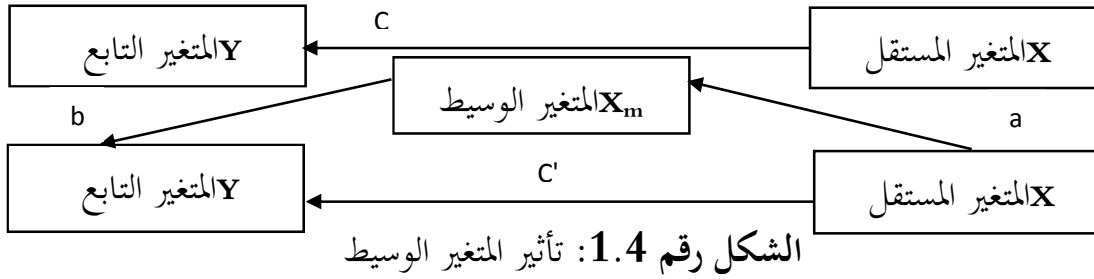 C
المتغير المستقل X
المتغير التابع Y
المتغير الوسيط Xm
a
b
C'
المتغير المستقل X
المتغير التابع Y
الشكل رقم 1.4: تأثير المتغير الوسيط